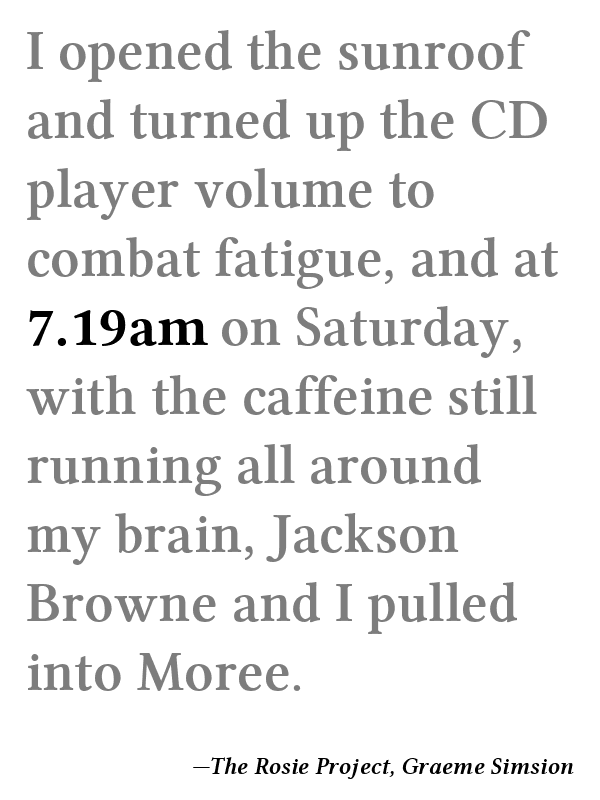 I opened the sunroof
and turned up the CD
player volume to
combat fatigue, and at
7.19am on Saturday,
with the caffeine still
running all around
my brain, Jackson
Browne and I pulled
into Moree.
—The Rosie Project, Graeme Simsion